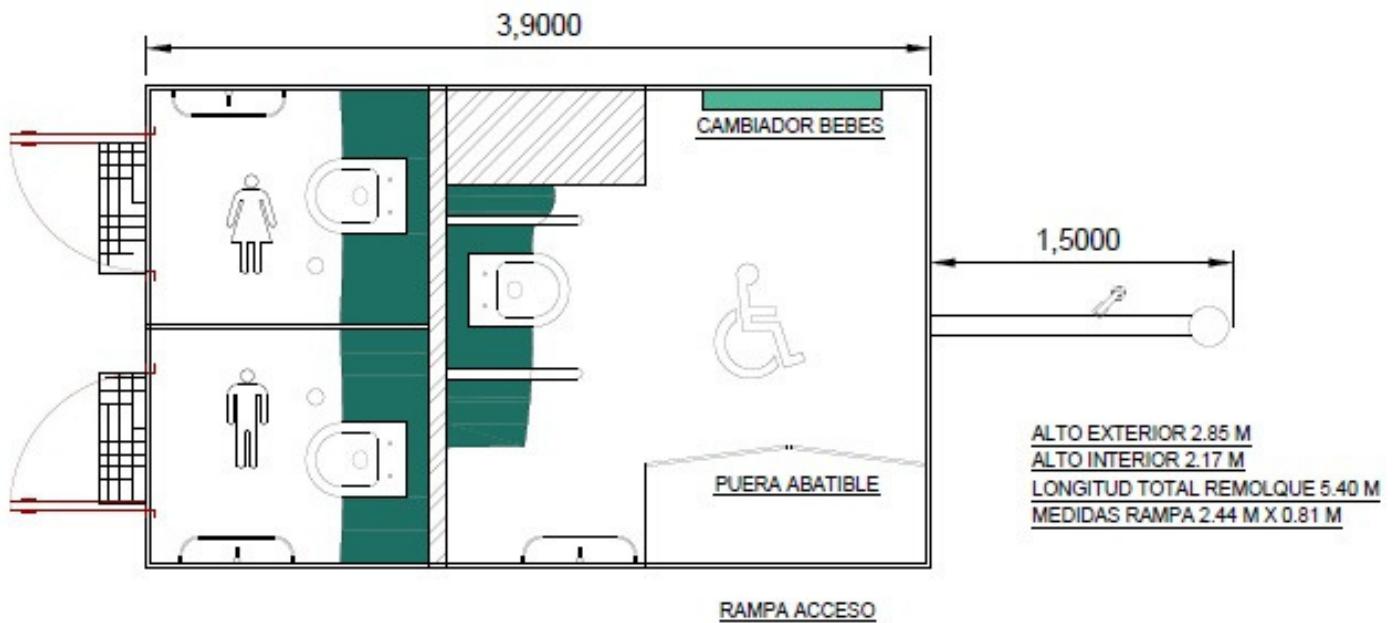 3,9000
CAMBIADOR BEBES
1,5000
ALTO EXTERIOR 2.85 M
ALTO INTERIOR 2.17 M
LONGITUD TOTAL REMOLQUE 5.40 M
MEDIDAS RAMPA 2.44 M X 0.81 M
PUERA ABATIBLE
RAMPA ACCESO